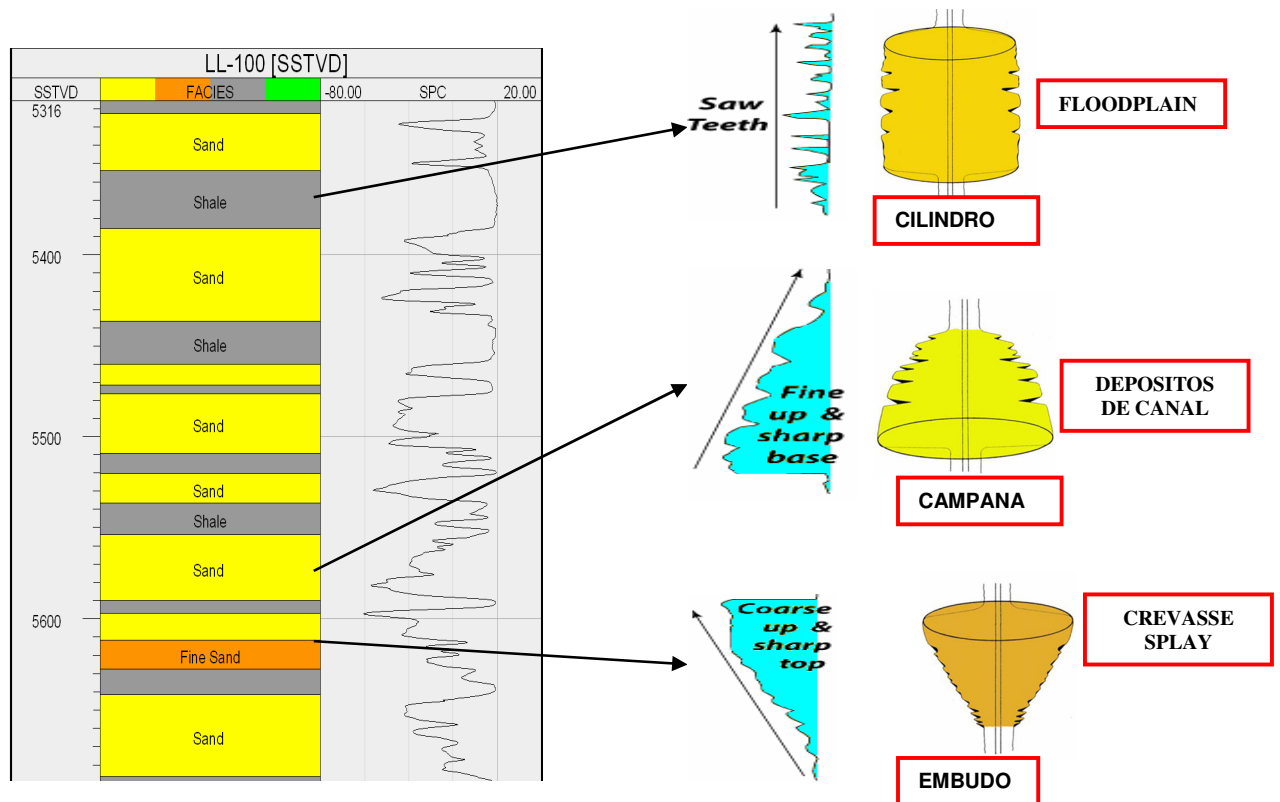 LL-100 [SSTVD]
SSTVD
FACIES
-80.00
SPC
20.00
5316
Sand
Shale
5400
Sand
Shale
Sand
5500
Sand
Shale
Sand
5600
Fine Sand
Sand
Saw
Teeth
FLOODPLAIN
CILINDRO
Fine
up &
sharp
base
DEPOSITOS
DE CANAL
CAMPANA
Coarse
up &
sharp
top
CREVASSE
SPLAY
EMBUDO